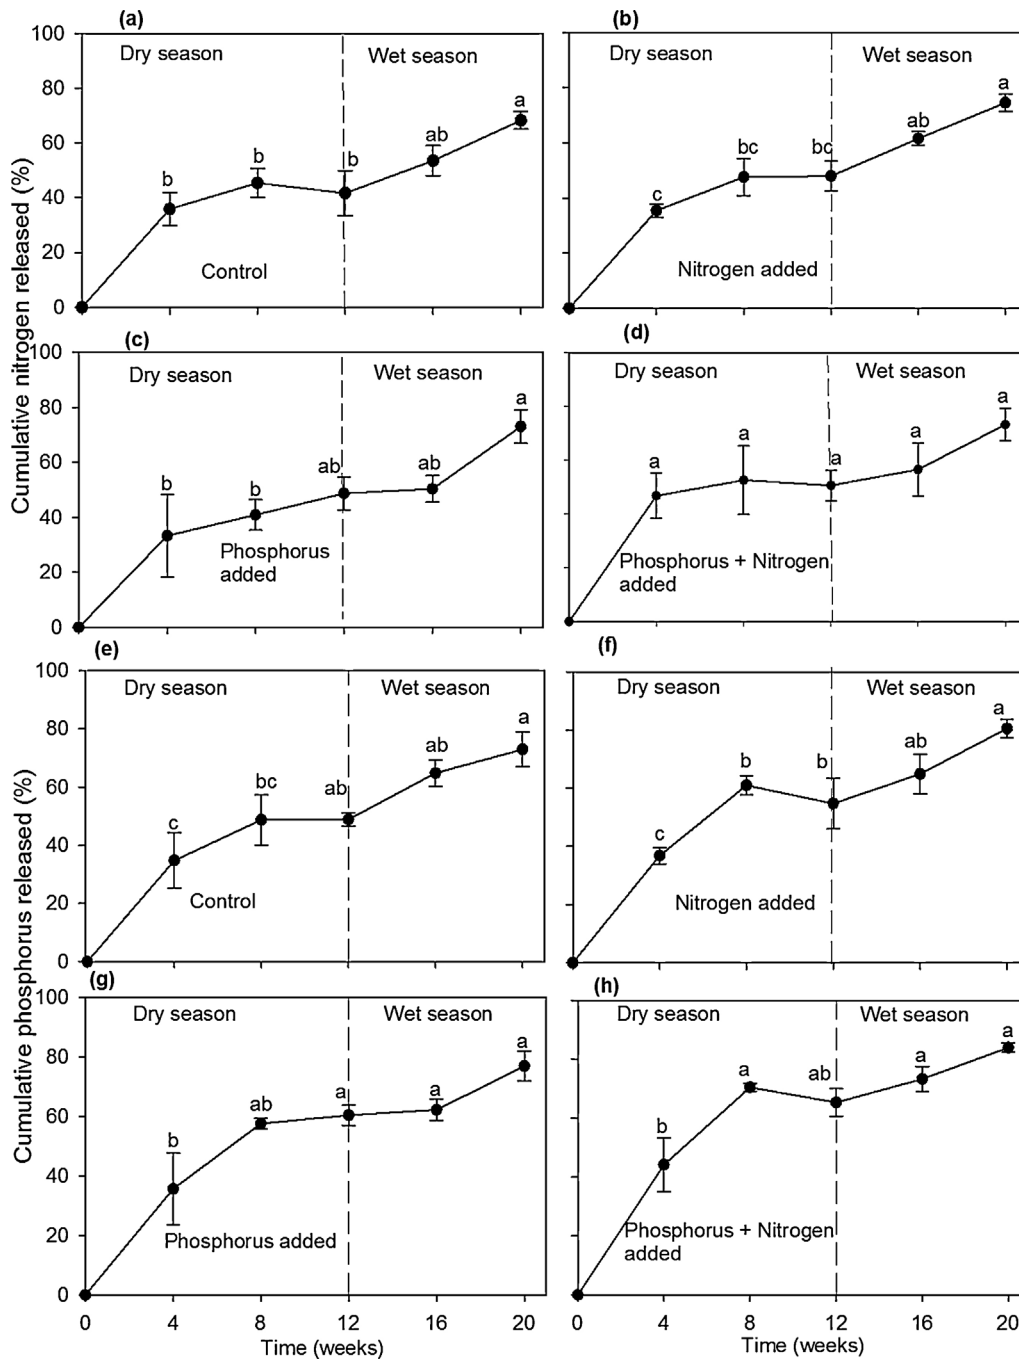 (a)
(b)
100
80
60
40
20
0
Dry season
Wet season
b
b
b
ab
a
Control
Dry season
Wet season
c
bc
bc
ab
a
Nitrogen added
Cumulative nitrogen released (%)
(c)
(d)
100
80
60
40
20
0
Dry season
Wet season
b
b
ab
ab
a
Phosphorus
added
Dry season
Wet season
a
a
a
a
a
Phosphorus + Nitrogen
added
(e)
(f)
100
80
60
40
20
0
Dry season
Wet season
c
bc
ab
ab
a
Control
Dry season
Wet season
c
b
b
ab
a
Nitrogen added
Cumulative phosphorus released (%)
(g)
(h)
100
80
60
40
20
0
Dry season
Wet season
b
ab
a
a
a
Phosphorus added
Dry season
Wet season
b
a
ab
a
a
Phosphorus + Nitrogen
added
0 4 8 12 16 20
Time (weeks)
0 4 8 12 16 20
Time (weeks)